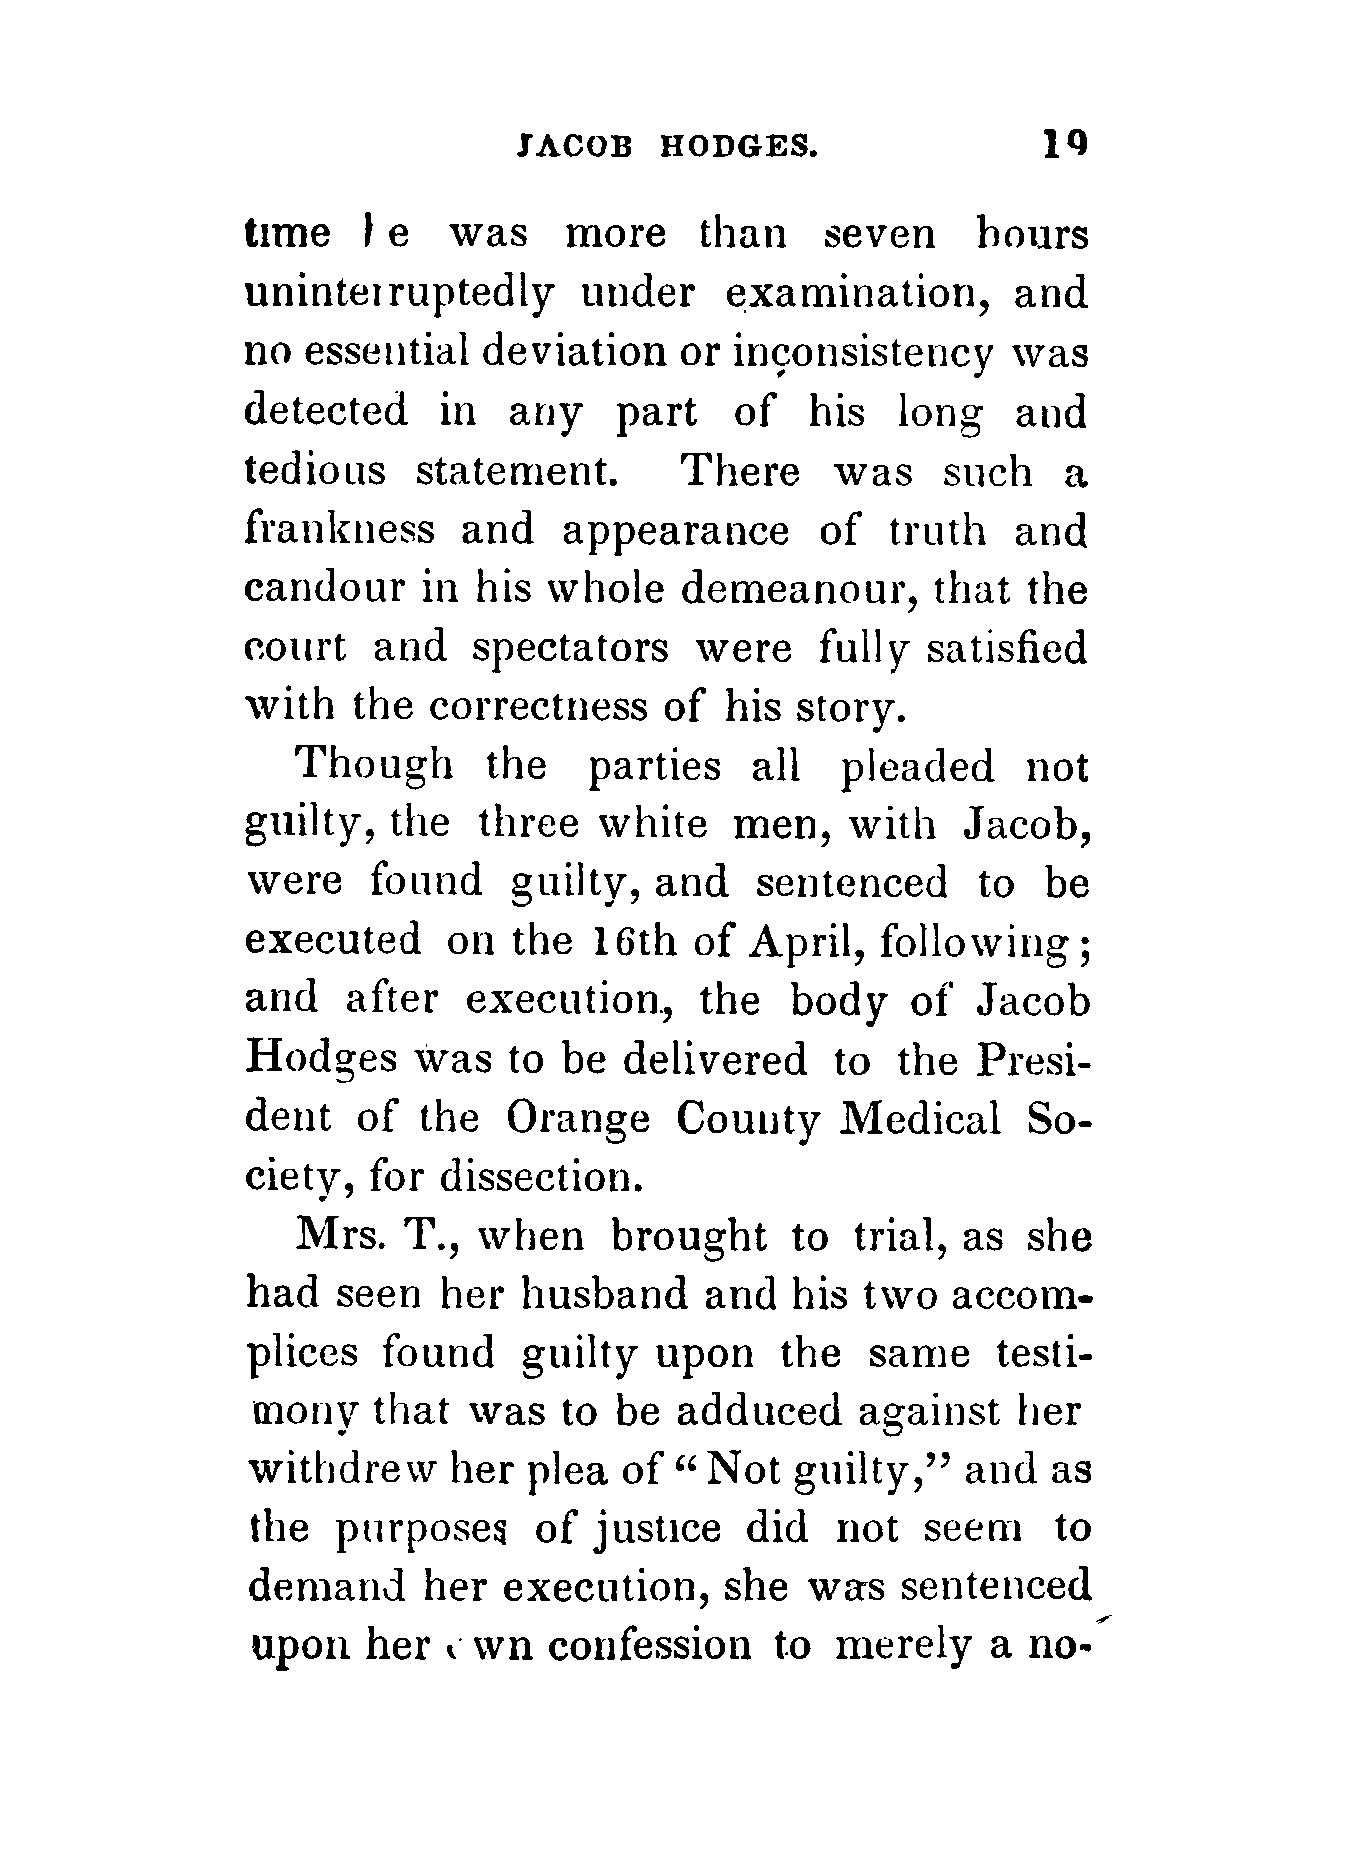 JACOB HODGES. 19
time he was more than seven hours
uninterruptedly under examination, and
no essential deviation or inconsistency was
detected in any part of his long and
tedious statement. There was such a
frankness and appearance of truth and
candour in his whole demeanour, that the
court and spectators were fully satisfied
with the correctness of his story.
Though the parties all pleaded not
guilty, the three white men, with Jacob,
were found guilty, and sentenced to be
executed on the 16th of April, following;
and after execution, the body of Jacob
Hodges was to be delivered to the Presi-
dent of the Orange County Medical So-
ciety, for dissection.
Mrs. T., when brought to trial, as she
had seen her husband and his two accom-
plices found guilty upon the same testi-
mony that was to be adduced against her
withdrew her plea of "Not guilty," and as
the purposes of justice did not seem to
demand her execution, she was sentenced
upon her own confession to merely a no-